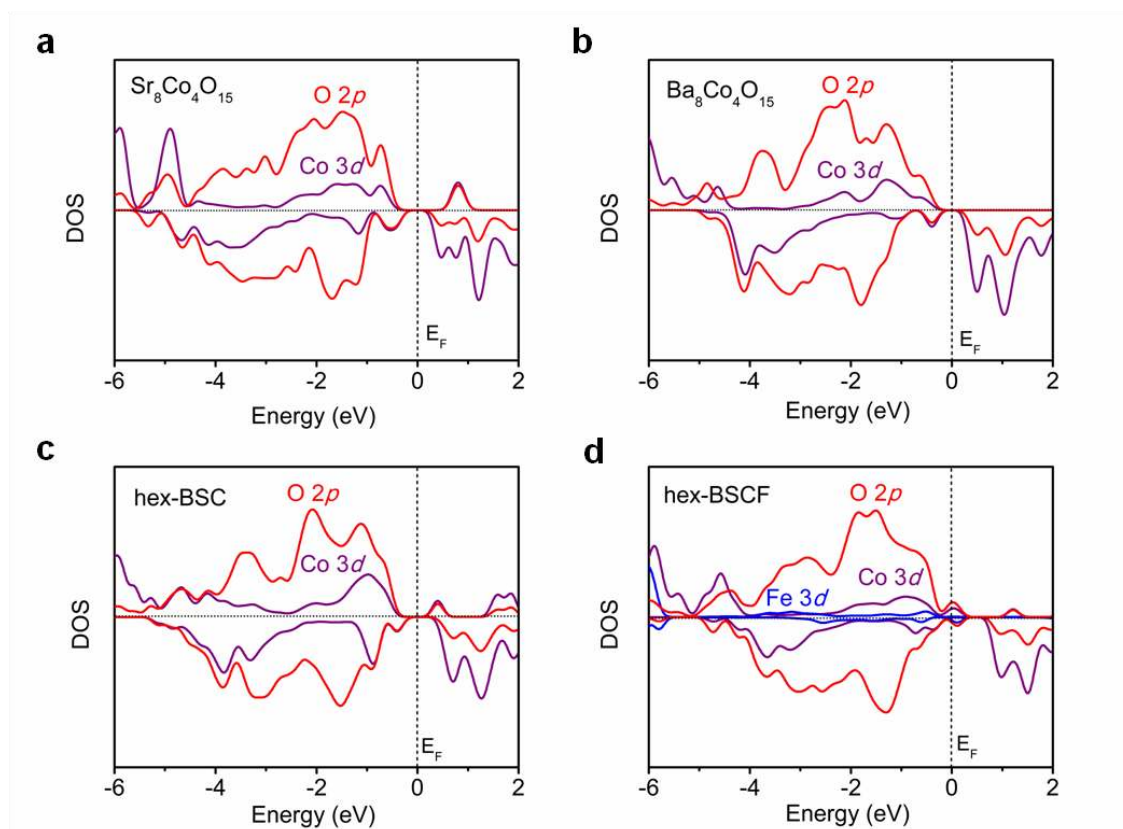 a
Sr8Co4O15
O 2p
Co 3d
DOS
EF
-6 -4 -2 0 2
Energy (eV)
b
Ba8Co4O15
O 2p
Co 3d
DOS
EF
-6 -4 -2 0 2
Energy (eV)
c
hex-BSC
O 2p
Co 3d
DOS
EF
-6 -4 -2 0 2
Energy (eV)
d
hex-BSCF
O 2p
Co 3d
Fe 3d
DOS
EF
-6 -4 -2 0 2
Energy (eV)